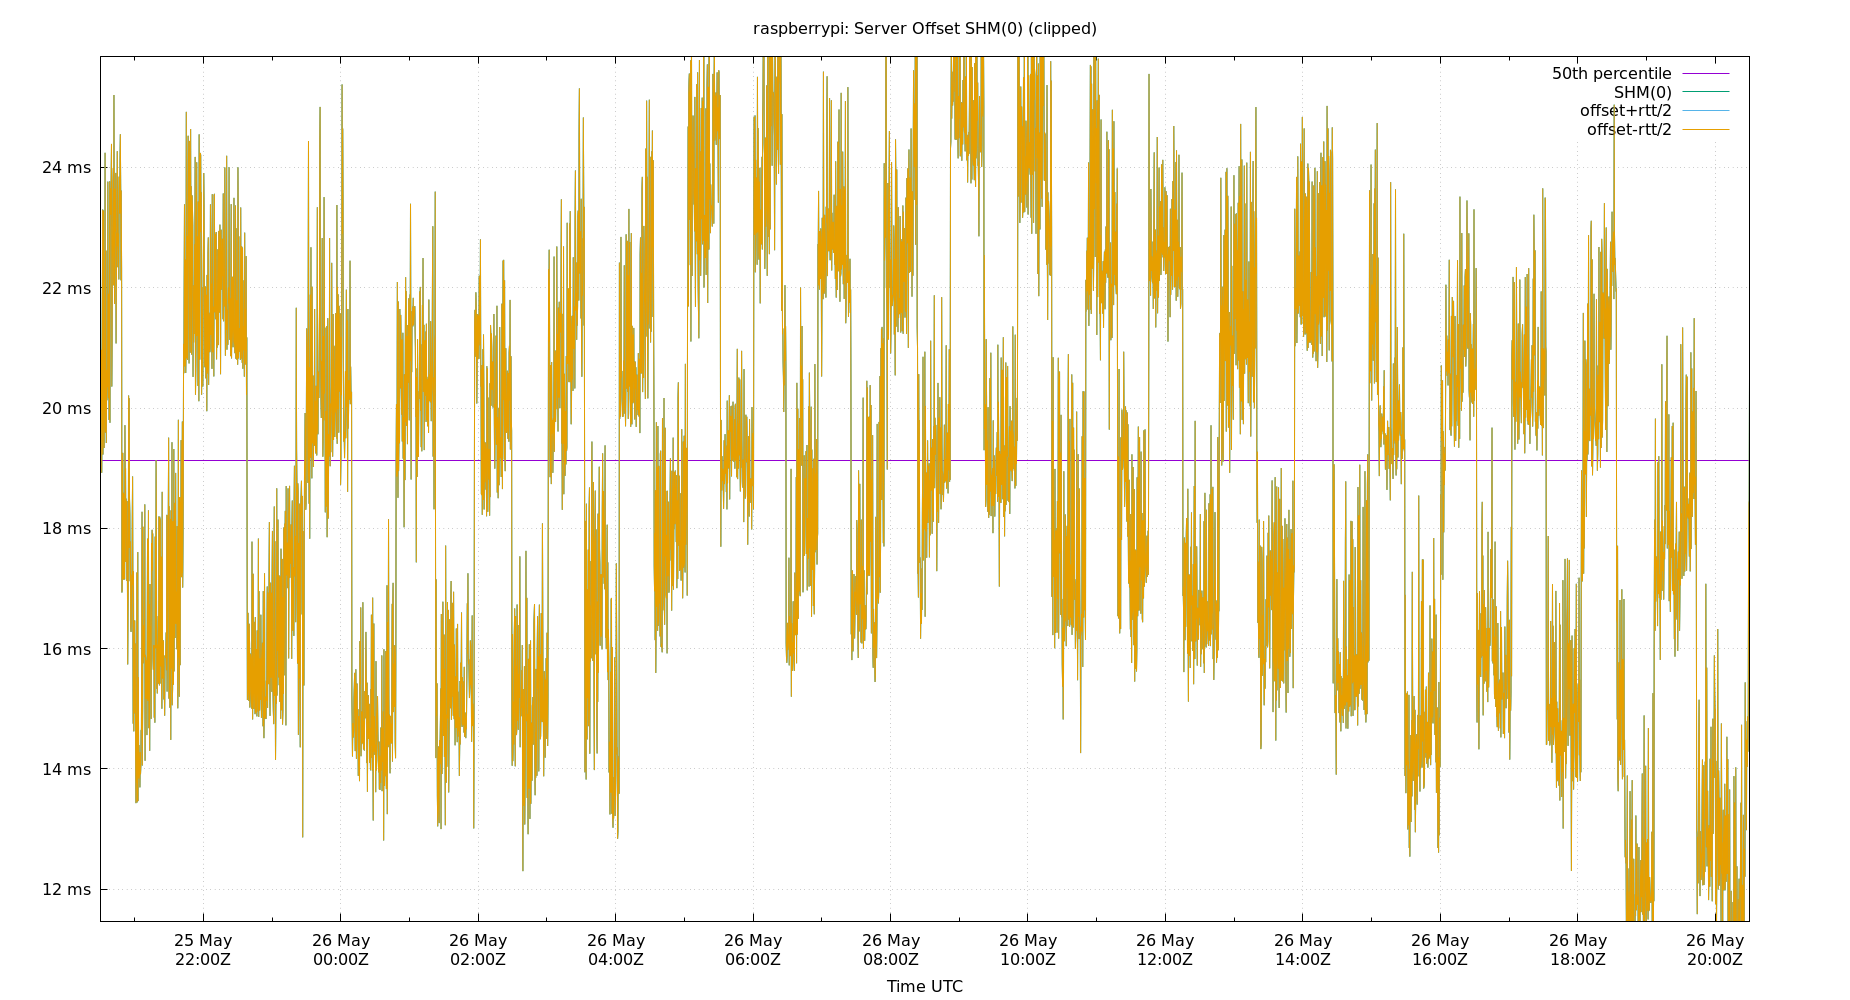 raspberrypi: Server Offset SHM(0) (clipped)
50th percentile
SHM(0)
offset+rtt/2
offset-rtt/2
24 ms
22 ms
20 ms
18 ms
16 ms
14 ms
12 ms
25 May 26 May 26 May 26 May 26 May 26 May 26 May 26 May 26 May 26 May 26 May 26 May
22:00Z 00:00Z 02:00Z 04:00Z 06:00Z 08:00Z 10:00Z 12:00Z 14:00Z 16:00Z 18:00Z 20:00Z
Time UTC